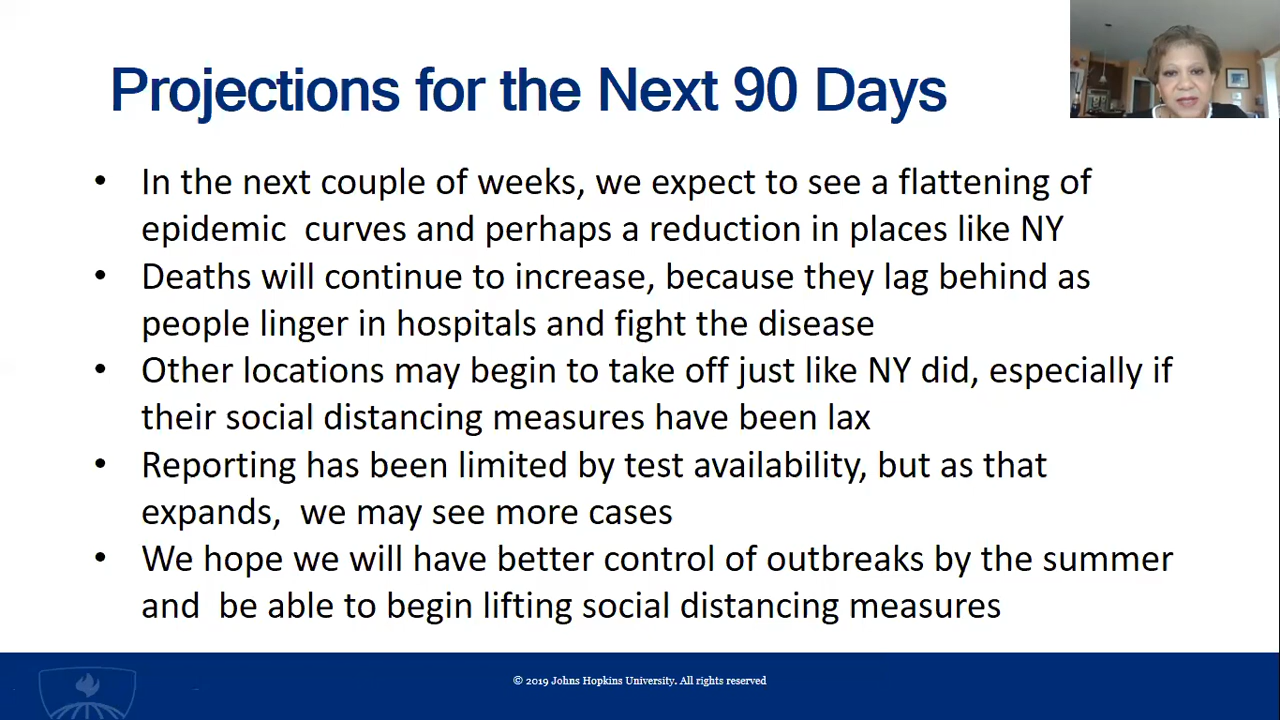 Projections for the Next 90 Days
• In the next couple of weeks, we expect to see a flattening of
epidemic  curves and perhaps a reduction in places like NY
• Deaths will continue to increase, because they lag behind as
people linger in hospitals and fight the disease
• Other locations may begin to take off just like NY did, especially if
their social distancing measures have been lax
• Reporting has been limited by test availability, but as that
expands,  we may see more cases
• We hope we will have better control of outbreaks by the summer
and  be able to begin lifting social distancing measures
© 2019 Johns Hopkins University. All rights reserved